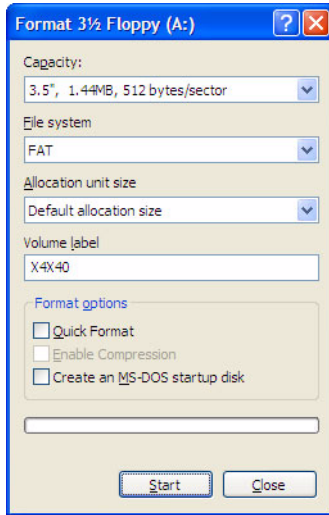 Format 3½ Floppy (A:)
Capacity:
3.5", 1.44MB, 512 bytes/sector
File system
FAT
Allocation unit size
Default allocation size
Volume label
X4X40
Format options
Quick Format
Enable Compression
Create an MS-DOS startup disk
Start Close